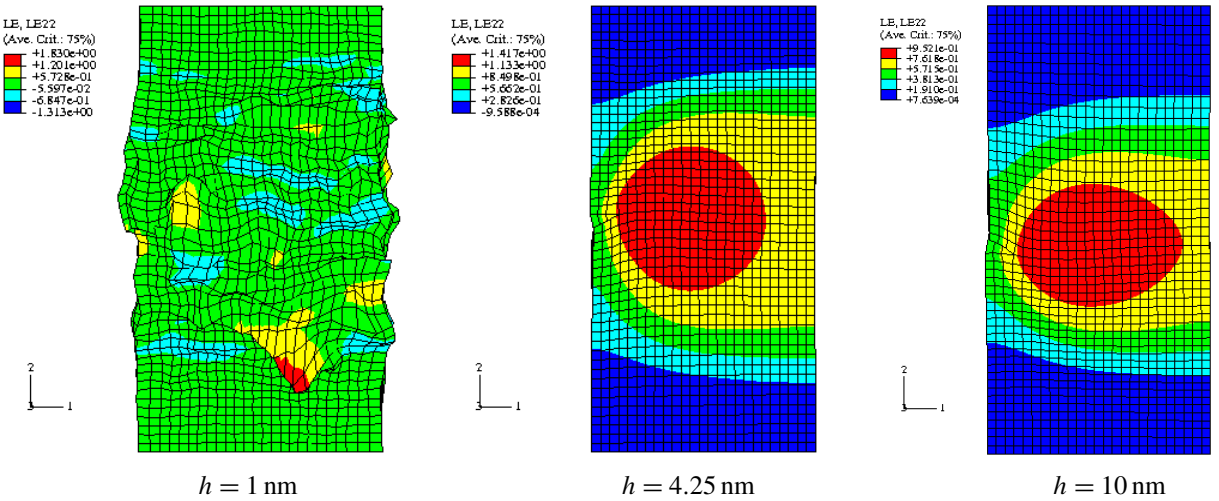 LE, LE22
(Ave. Crit.: 75%)
+1.830e+00
+1.201e+00
+5.728e-01
-5.597e-02
-6.847e-01
-1.313e+00
2
3 1
h = 1 nm
LE, LE22
(Ave. Crit.: 75%)
+1.417e+00
+1.133e+00
+8.498e-01
+5.662e-01
+2.826e-01
-9.588e-04
2
3 1
h = 4.25 nm
LE, LE22
(Ave. Crit.: 75%)
+9.521e-01
+7.618e-01
+5.715e-01
+3.813e-01
+1.910e-01
+7.639e-04
2
3 1
h = 10 nm